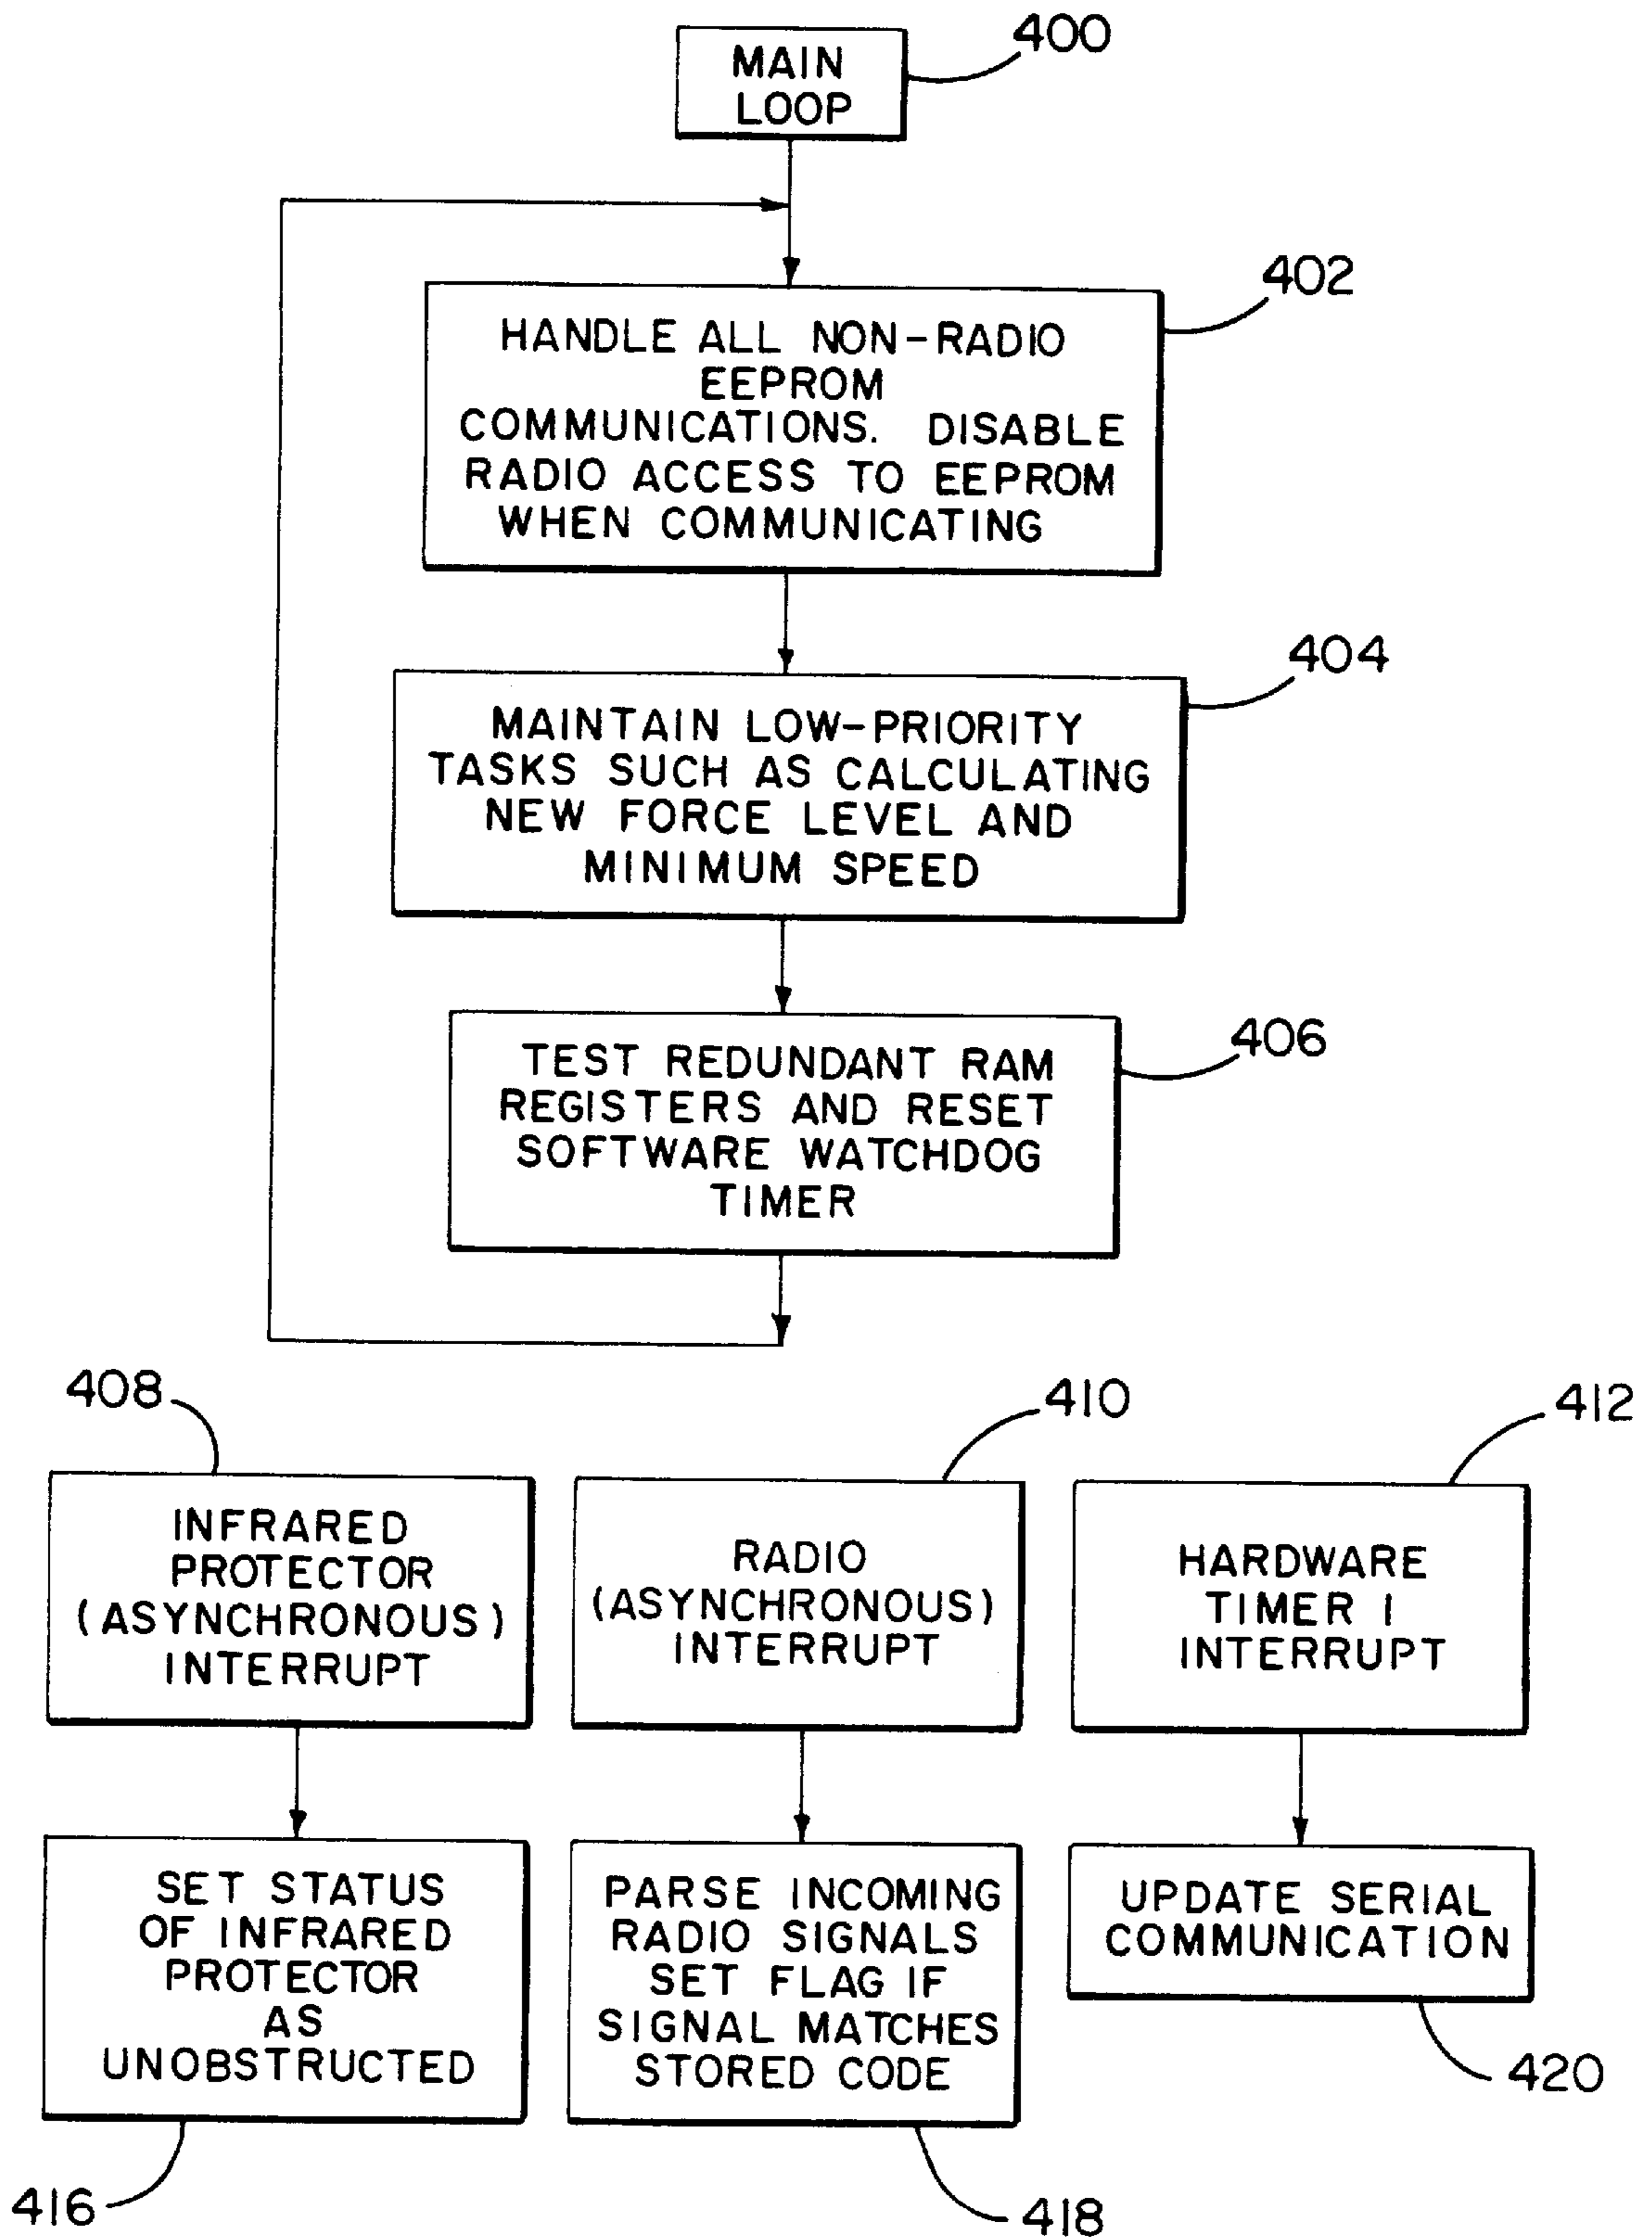 MAIN
LOOP
400
402
HANDLE ALL NON-RADIO
EEPROM
COMMUNICATIONS. DISABLE
RADIO ACCESS TO EEPROM
WHEN COMMUNICATING
404
MAINTAIN LOW-PRIORITY
TASKS SUCH AS CALCULATING
NEW FORCE LEVEL AND
MINIMUM SPEED
406
TEST REDUNDANT RAM
REGISTERS AND RESET
SOFTWARE WATCHDOG
TIMER
408
INFRARED
PROTECTOR
(ASYNCHRONOUS)
INTERRUPT
410
RADIO
(ASYNCHRONOUS)
INTERRUPT
412
HARDWARE
TIMER 1
INTERRUPT
SET STATUS
OF INFRARED
PROTECTOR
AS
UNOBSTRUCTED
416
PARSE INCOMING
RADIO SIGNALS
SET FLAG IF
SIGNAL MATCHES
STORED CODE
418
UPDATE SERIAL
COMMUNICATION
420